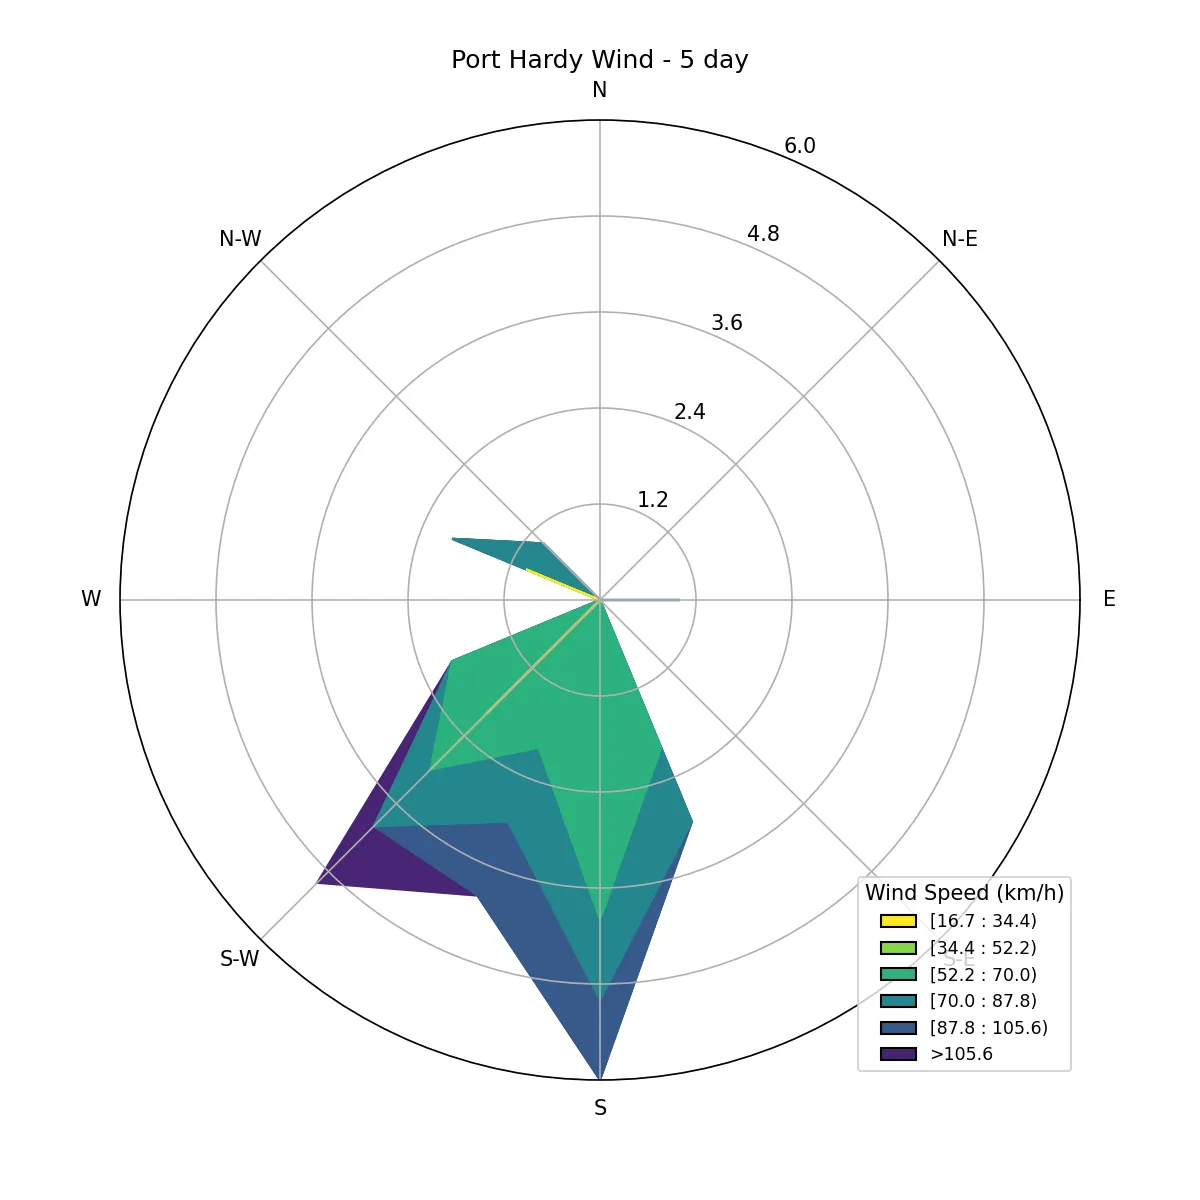 Port Hardy Wind - 5 day
N
6.0
N-W
4.8
N-E
3.6
2.4
1.2
W
E
Wind Speed (km/h)
[16.7 : 34.4)
[34.4 : 52.2)
S-W
S-E
[52.2 : 70.0)
[70.0 : 87.8)
[87.8 : 105.6)
>105.6
S